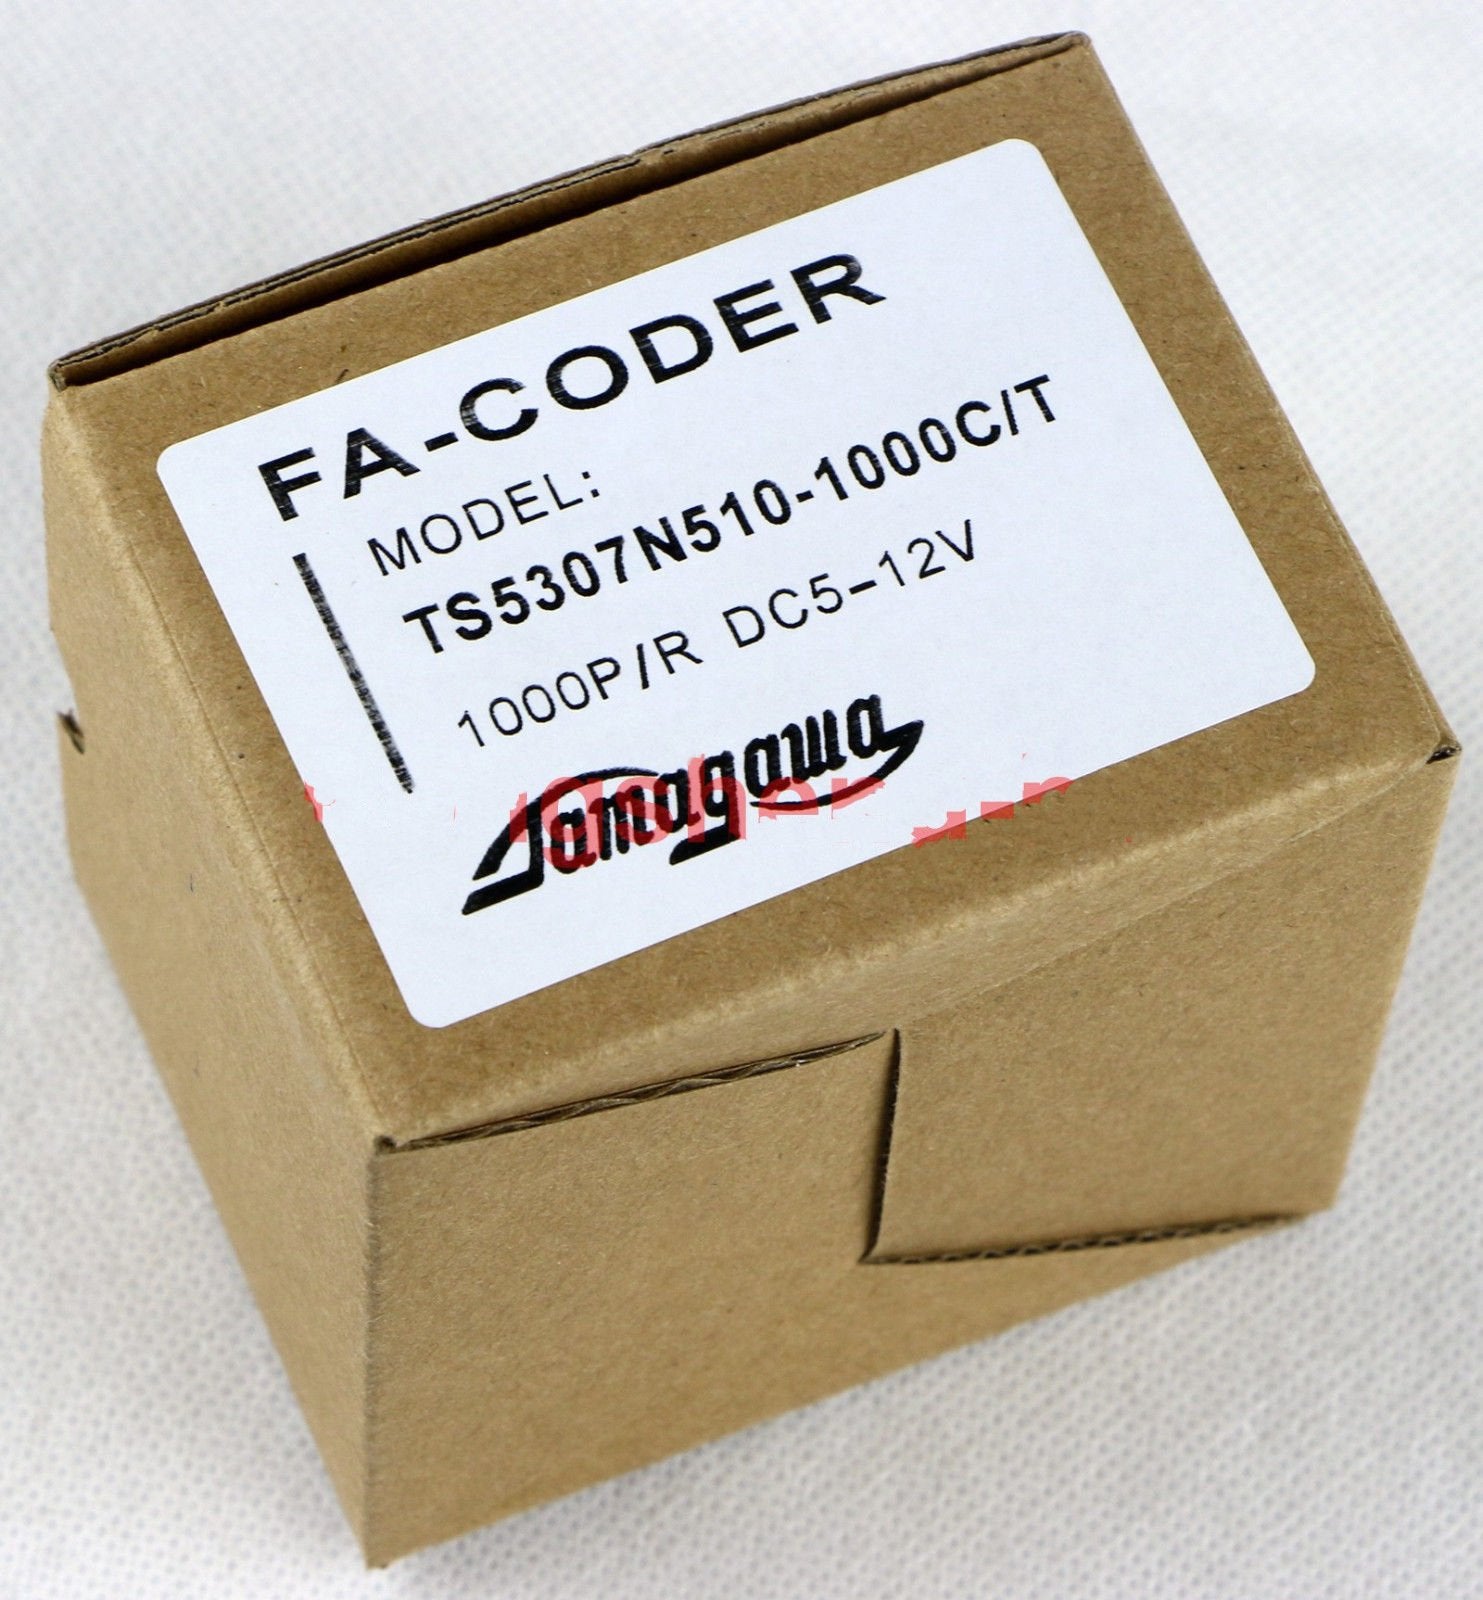 FA-CODER
MODEL:
TS5307N510-1000C/T
1000P/R DC5-12V
Tamagawa